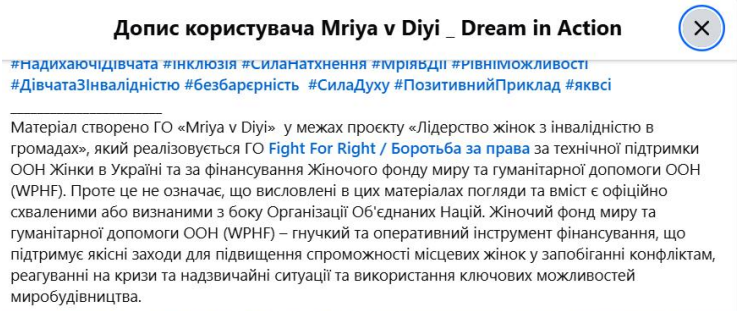 Допис користувача Mriya v Diyi _ Dream in Action
#НадихаючіДівчата #Інклюзія #СилаНатхнення #МріявДії #РівніМожливості
#ДівчатаЗІнвалідністю #безбарєрність #СилаДуху #ПозитивнийПриклад #яквсі
___________________
Матеріал створено ГО «Mriya v Diyi» у межах проєкту «Лідерство жінок з інвалідністю в
громадах», який реалізовується ГО Fight For Right / Боротьба за права за технічної підтримки
ООН Жінки в Україні та за фінансування Жіночого фонду миру та гуманітарної допомоги ООН
(WPHF). Проте це не означає, що висловлені в цих матеріалах погляди та вміст є офіційно
схваленими або визнаними з боку Організації Об'єднаних Націй. Жіночий фонд миру та
гуманітарної допомоги ООН (WPHF) – гнучкий та оперативний інструмент фінансування, що
підтримує якісні заходи для підвищення спроможності місцевих жінок у запобіганні конфліктам,
реагуванні на кризи та надзвичайні ситуації та використання ключових можливостей
миробудівництва.